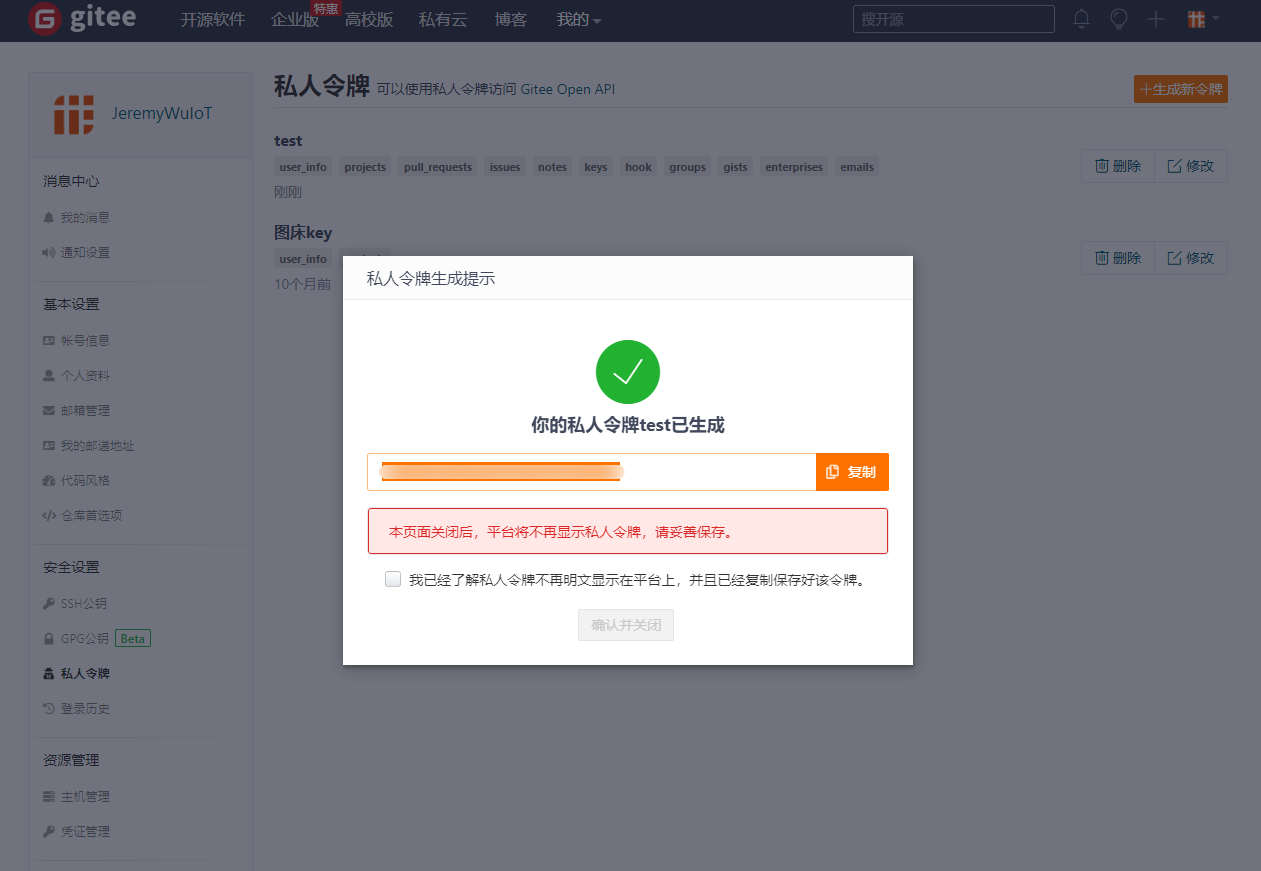 gitee 开源软件 企业版 特惠 高校版 私有云 博客 我的 搜开源
JeremyWuIoT
消息中心
我的消息
通知设置
基本设置
帐号信息
个人资料
邮箱管理
我的邮递地址
代码风格
仓库首选项
安全设置
SSH公钥
GPG公钥 Beta
私人令牌
登录历史
资源管理
主机管理
凭证管理
私人令牌 可以使用私人令牌访问 Gitee Open API
生成新令牌
test
user_info projects pull_requests issues notes keys hook groups gists enterprises emails
删除 修改
刚刚
图床key
user_info
删除 修改
10个月前
私人令牌生成提示
你的私人令牌test已生成
复制
本页面关闭后，平台将不再显示私人令牌，请妥善保存。
我已经了解私人令牌不再明文显示在平台上，并且已经复制保存好该令牌。
确认并关闭